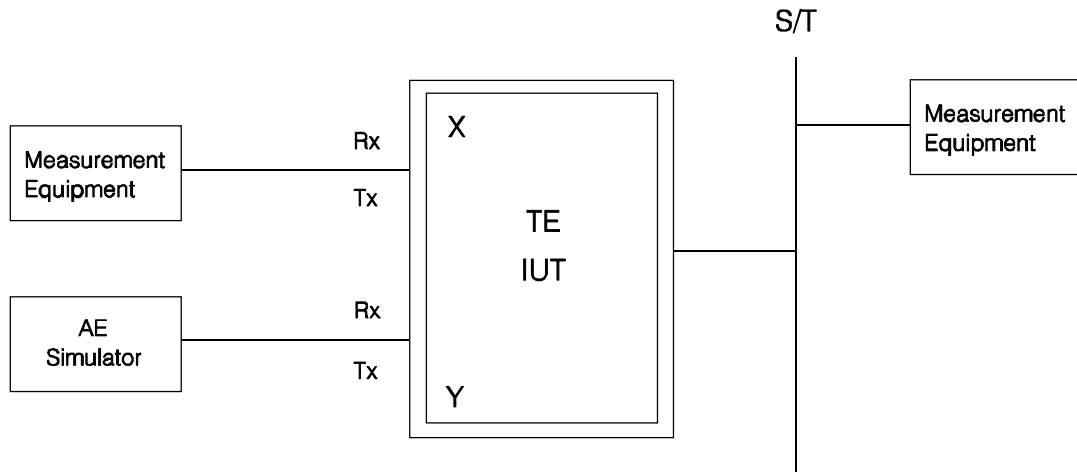 S/T
Measurement
Equipment
Rx
Tx
X
TE
IUT
Y
Measurement
Equipment
AE
Simulator
Rx
Tx